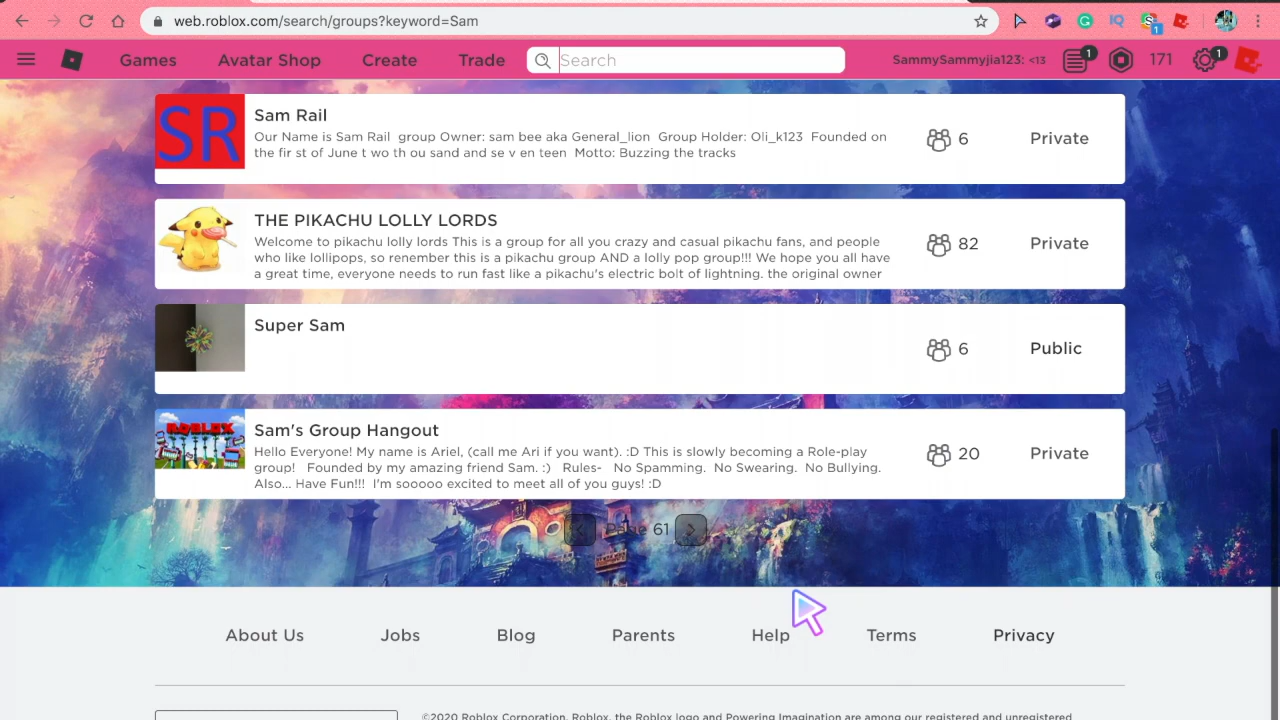 web.roblox.com/search/groups?keyword=Sam
1
Games Avatar Shop Create Trade Search SammySammyjia123: <13 1 171 1
SR
Sam Rail
Our Name is Sam Rail group Owner: sam bee aka General_lion Group Holder: Oli_k123 Founded on
the fir st of June t wo th ou sand and se v en teen Motto: Buzzing the tracks
6 Private
THE PIKACHU LOLLY LORDS
Welcome to pikachu lolly lords This is a group for all you crazy and casual pikachu fans, and people
who like lollipops, so remember this is a pikachu group AND a lolly pop group!!! We hope you all have
a great time, everyone needs to run fast like a pikachu's electric bolt of lightning. the original owner
82 Private
Super Sam
6 Public
ROBLOX
Sam's Group Hangout
Hello Everyone! My name is Ariel, (call me Ari if you want). :D This is slowly becoming a Role-play
group! Founded by my amazing friend Sam. :) Rules- No Spamming. No Swearing. No Bullying.
Also... Have Fun!!! I'm sooooo excited to meet all of you guys! :D
20 Private
Page 61
About Us Jobs Blog Parents Help Terms Privacy
©2020 Roblox Corporation, Roblox, the Roblox logo and Powering Imagination are among our registered and unregistered